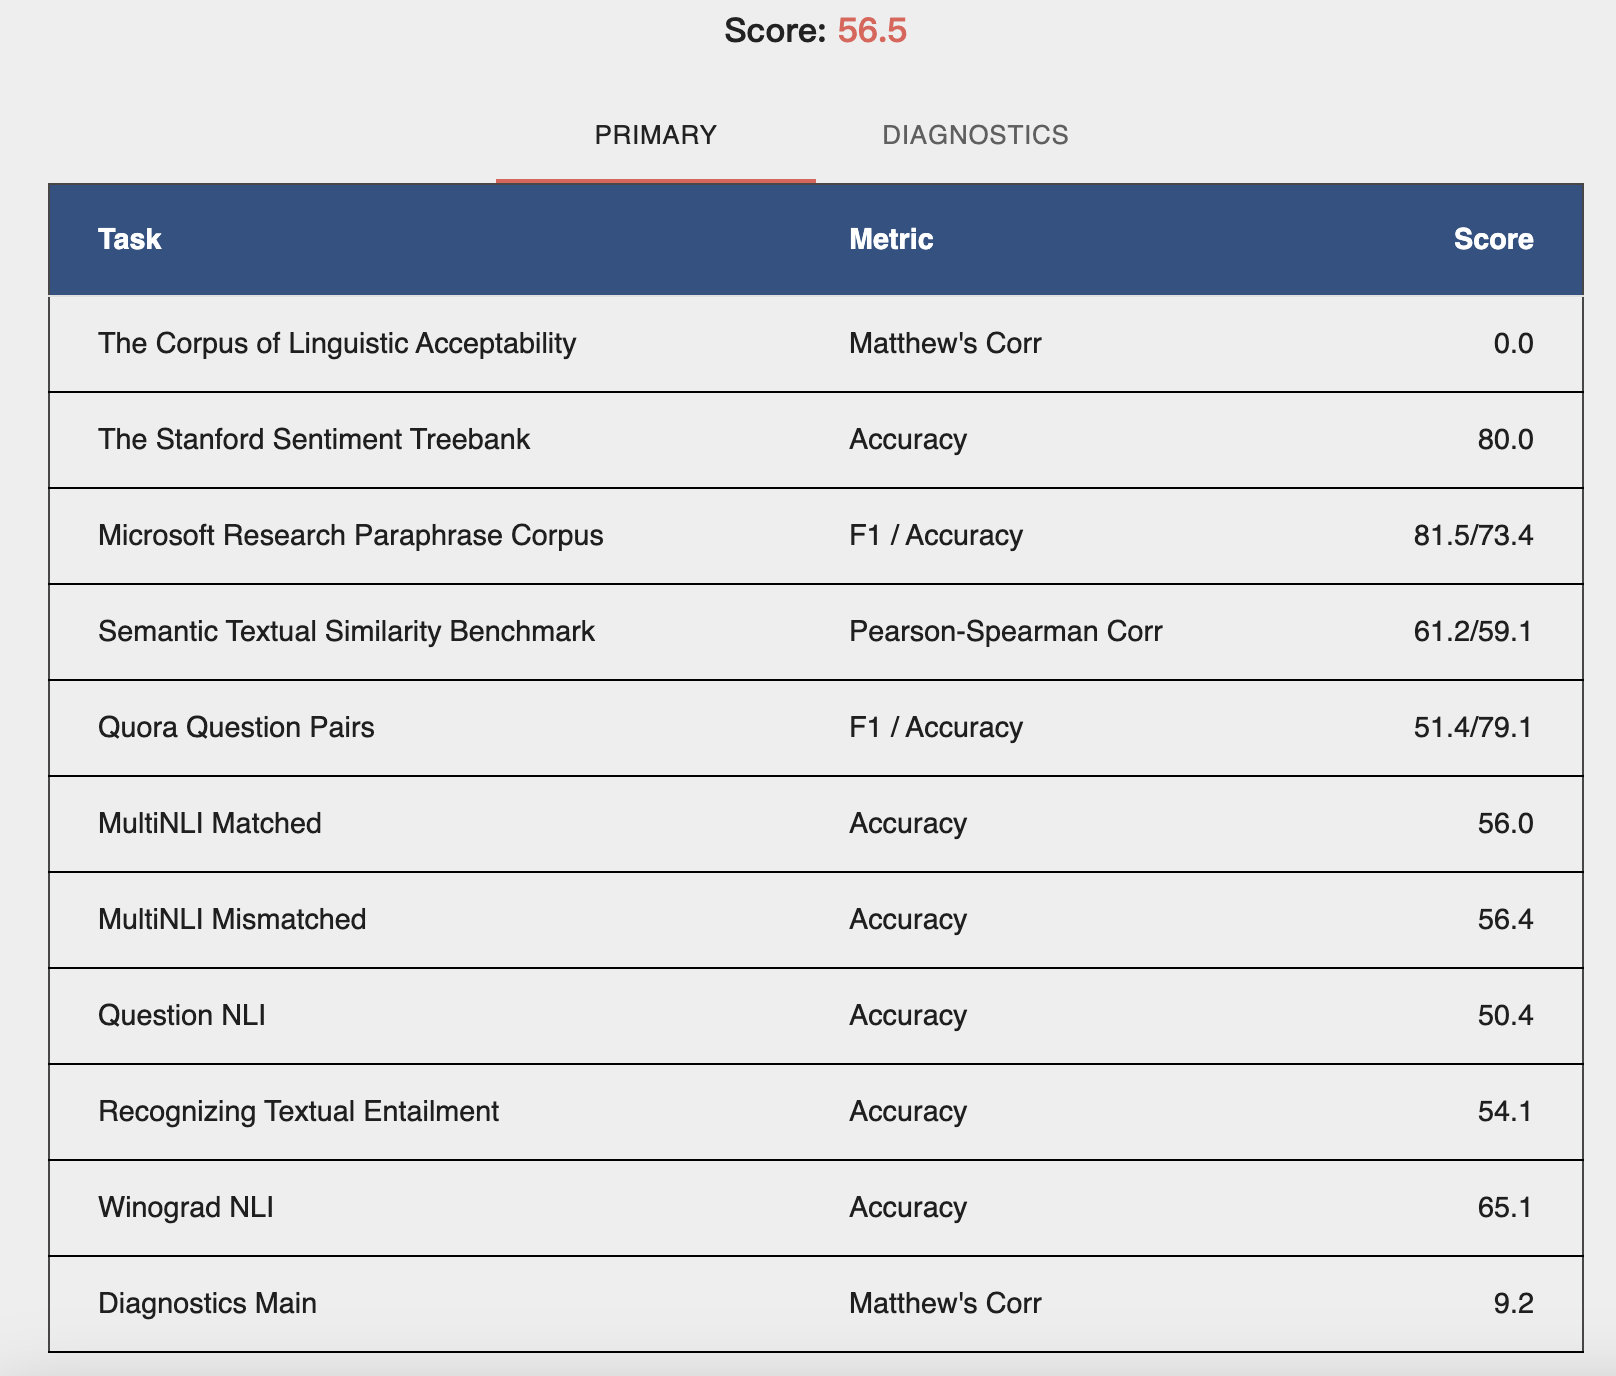 Score: 56.5
PRIMARY DIAGNOSTICS
Task Metric Score
The Corpus of Linguistic Acceptability Matthew's Corr 0.0
The Stanford Sentiment Treebank Accuracy 80.0
Microsoft Research Paraphrase Corpus F1 / Accuracy 81.5/73.4
Semantic Textual Similarity Benchmark Pearson-Spearman Corr 61.2/59.1
Quora Question Pairs F1 / Accuracy 51.4/79.1
MultiNLI Matched Accuracy 56.0
MultiNLI Mismatched Accuracy 56.4
Question NLI Accuracy 50.4
Recognizing Textual Entailment Accuracy 54.1
Winograd NLI Accuracy 65.1
Diagnostics Main Matthew's Corr 9.2